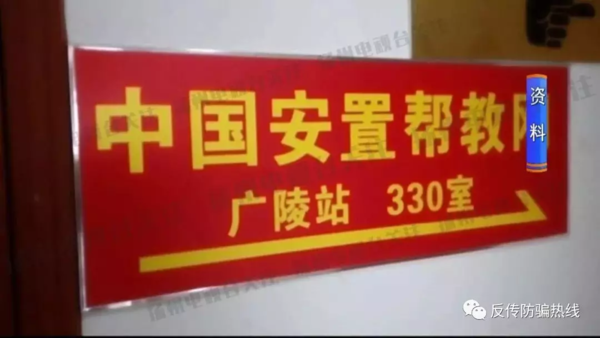 中国安置帮教网
广陵站 330室
资料
反传防骗热线